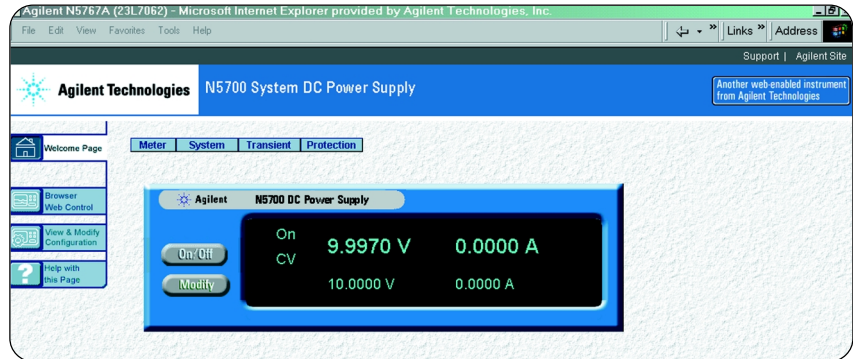 Agilent N5767A (23L7062) - Microsoft Internet Explorer provided by Agilent Technologies, Inc.
File Edit View Favorites Tools Help
» Links » Address
Support | Agilent Site
Agilent Technologies
N5700 System DC Power Supply
Another web-enabled instrument
from Agilent Technologies
Welcome Page
Meter System Transient Protection
Browser
Web Control
View & Modify
Configuration
Help with
this Page
Agilent N5700 DC Power Supply
On/Off
Modify
On
CV
9.9970 V 0.0000 A
10.0000 V 0.0000 A